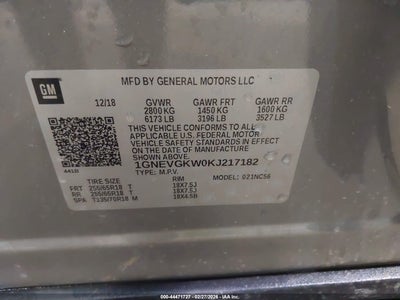 GM
MFD BY GENERAL MOTORS LLC
12/18 GVWR GAWR FRT GAWR RR
2800 KG 1450 KG 1600 KG
6173 LB 3196 LB 3527 LB
THIS VEHICLE CONFORMS TO ALL APPLICABLE
U.S. FEDERAL MOTOR VEHICLE
SAFETY STANDARDS IN EFFECT ON THE
DATE OF MANUFACTURE SHOWN ABOVE.
1GNEVGKW0KJ217182
TYPE: M.P.V. MODEL: 021NC56
441B
TIRE SIZE RIM
FRT 255/65R18 T 18X7.5J
RR 255/65R18 T 18X7.5J
SPA T135/70R18 M 18X4.5B
000-44471727 - 02/27/2026 - IAA